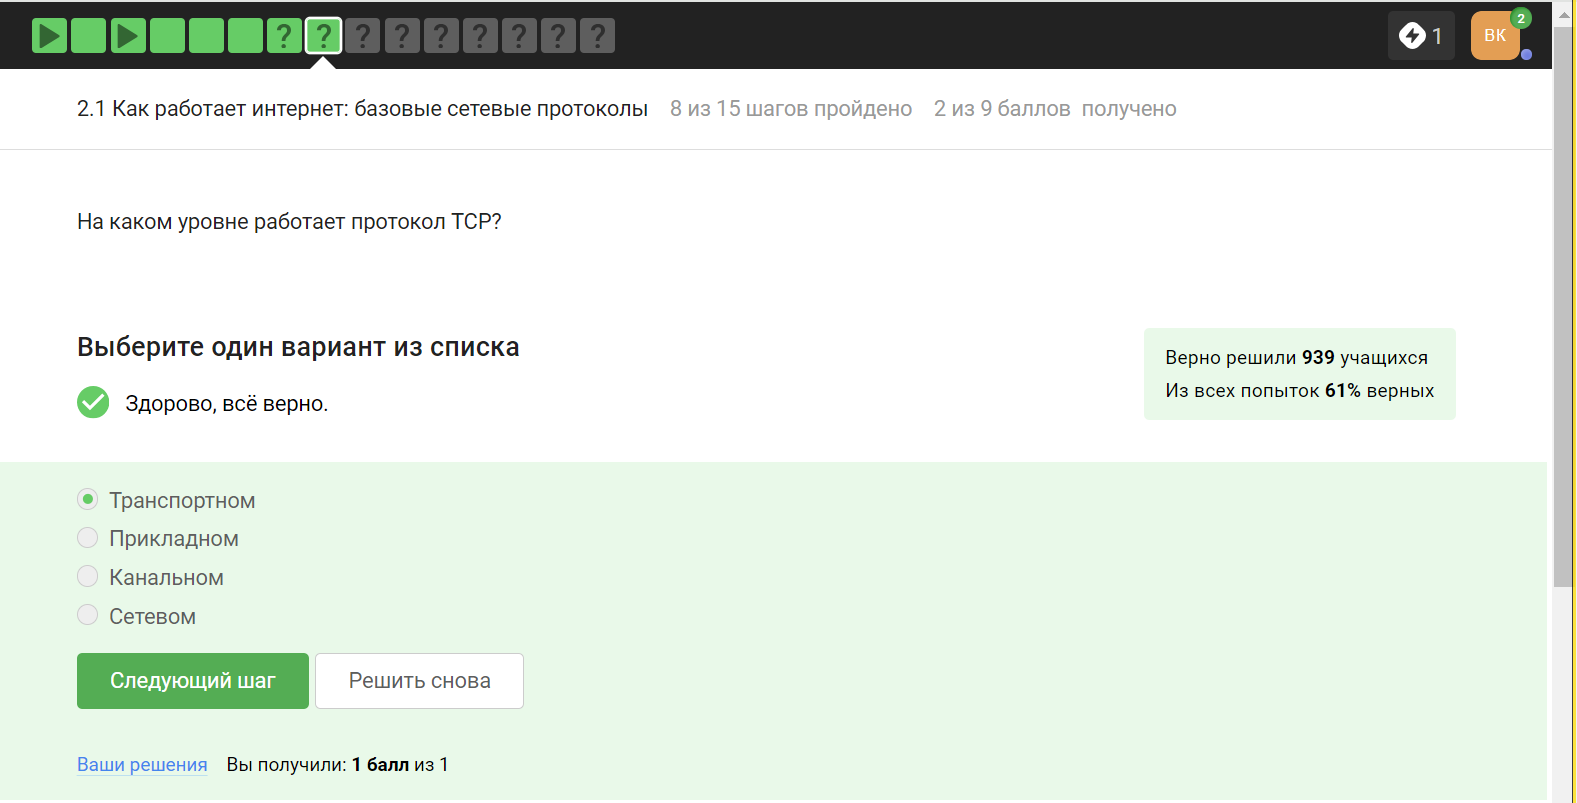 ? ? ? ? ? ? ? ? ?
1
ВК
2
2.1 Как работает интернет: базовые сетевые протоколы 8 из 15 шагов пройдено 2 из 9 баллов получено
На каком уровне работает протокол TCP?
Выберите один вариант из списка
Здорово, всё верно.
Верно решили 939 учащихся
Из всех попыток 61% верных
Транспортном
Прикладном
Канальном
Сетевом
Следующий шаг Решить снова
Ваши решения Вы получили: 1 балл из 1